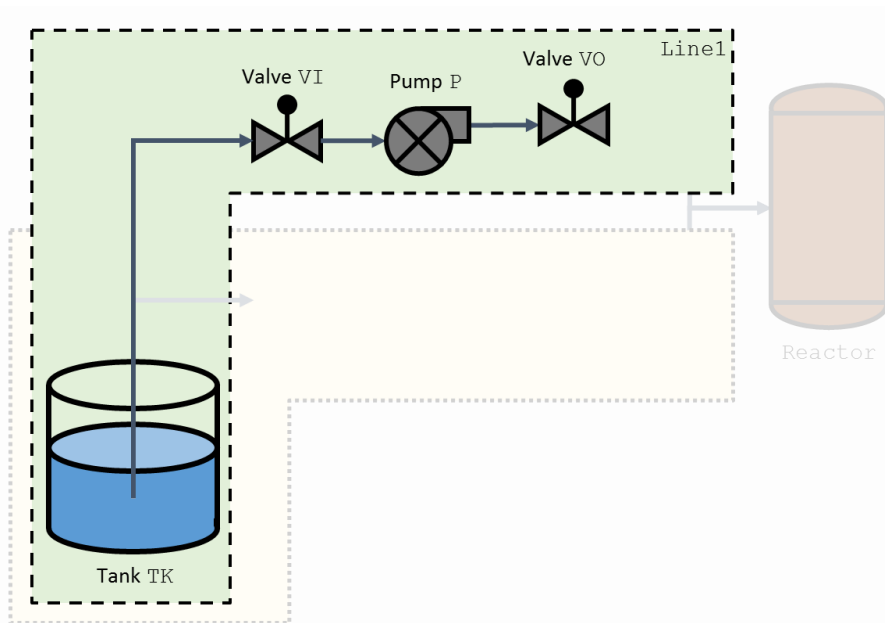 Line1
Valve VI
Pump P
Valve VO
Reactor
Tank TK